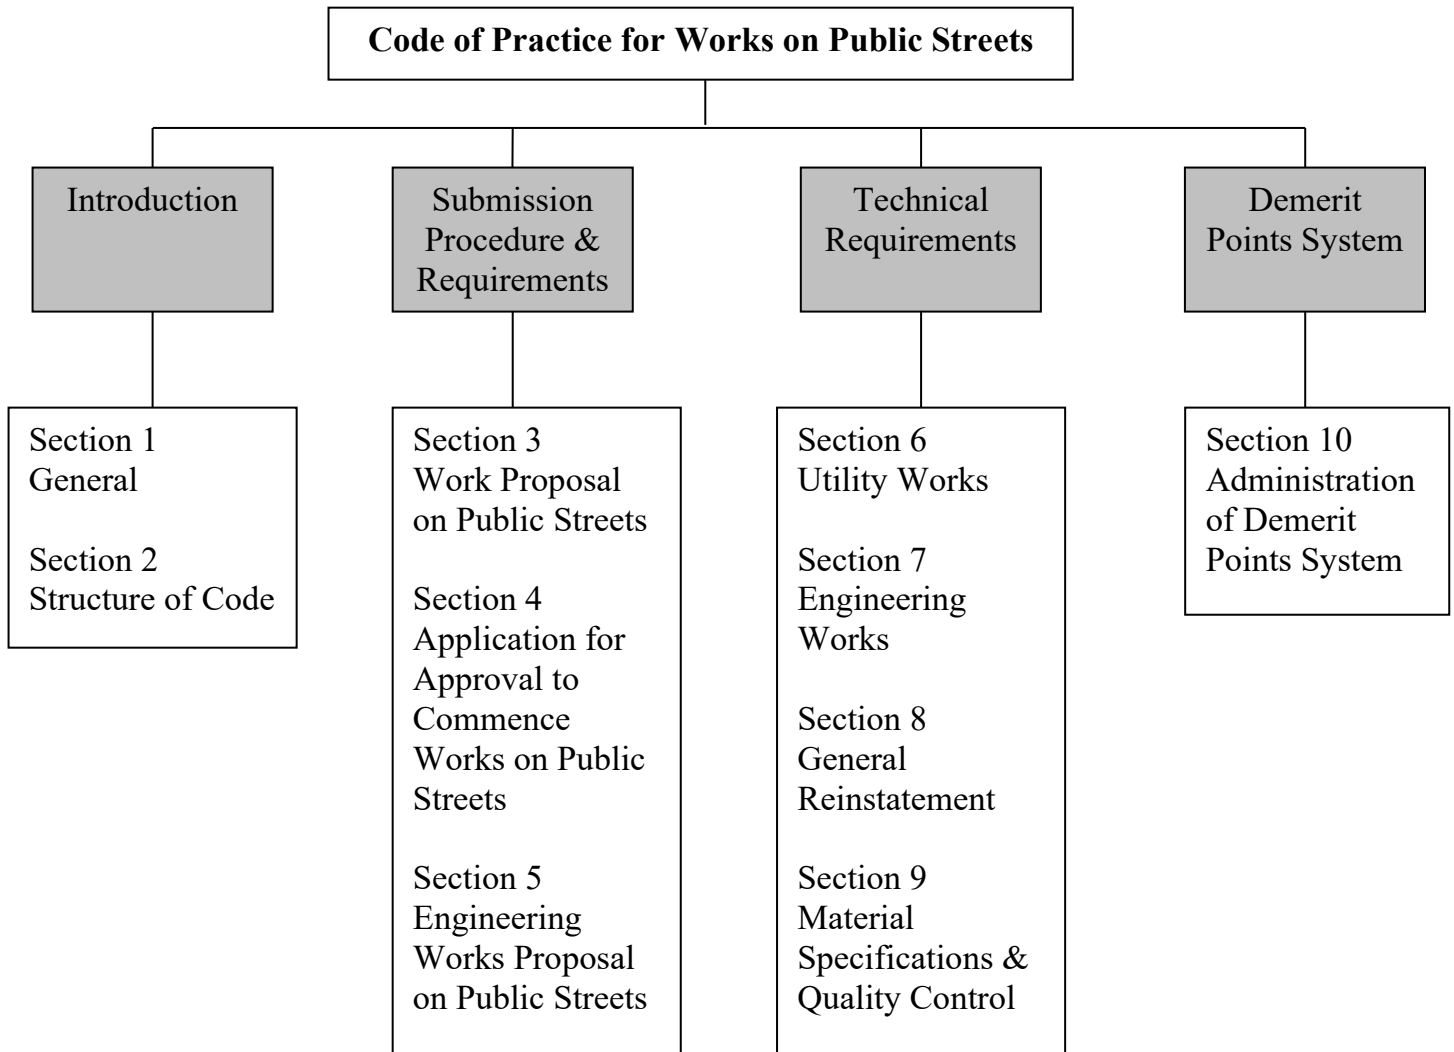 Code of Practice for Works on Public Streets
Introduction
Submission
Procedure &
Requirements
Technical
Requirements
Demerit
Points System
Section 1
General
Section 2
Structure of Code
Section 3
Work Proposal
on Public Streets
Section 4
Application for
Approval to
Commence
Works on Public
Streets
Section 5
Engineering
Works Proposal
on Public Streets
Section 6
Utility Works
Section 7
Engineering
Works
Section 8
General
Reinstatement
Section 9
Material
Specifications &
Quality Control
Section 10
Administration
of Demerit
Points System